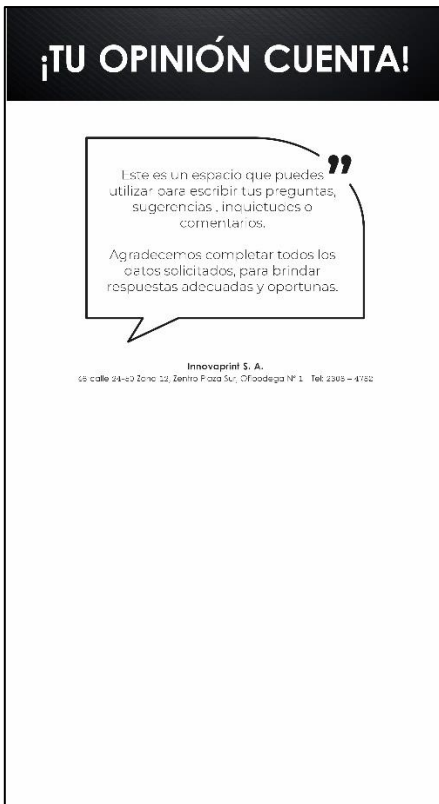 ¡TU OPINIÓN CUENTA!
Este es un espacio que puedes
utilizar para escribir tus preguntas,
sugerencias , inquietudes o
comentarios.
Agradecemos completar todos los
datos solicitados, para brindar
respuestas adecuadas y oportunas.
Innovaprint S. A.
calle Zona 12, Zentro Plaza Sur, Ofibodega Nº 1 Tel: